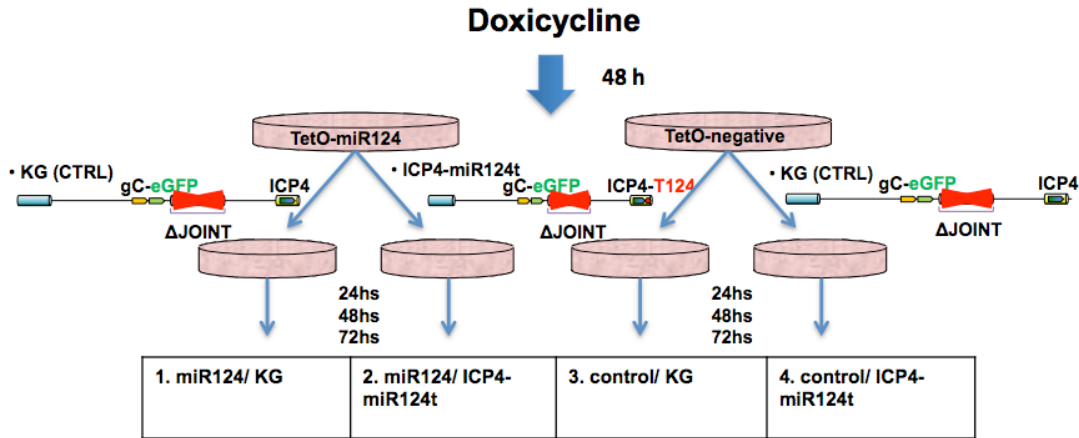 Doxycycline
48 h
TetO-miR124
TetO-negative
• KG (CTRL)
gC-eGFP
ICP4
ΔJOINT
• ICP4-miR124t
gC-eGFP
ICP4-T124
ΔJOINT
• KG (CTRL)
gC-eGFP
ICP4
ΔJOINT
24hs
48hs
72hs
24hs
48hs
72hs
1. miR124/ KG
2. miR124/ ICP4-
miR124t
3. control/ KG
4. control/ ICP4-
miR124t